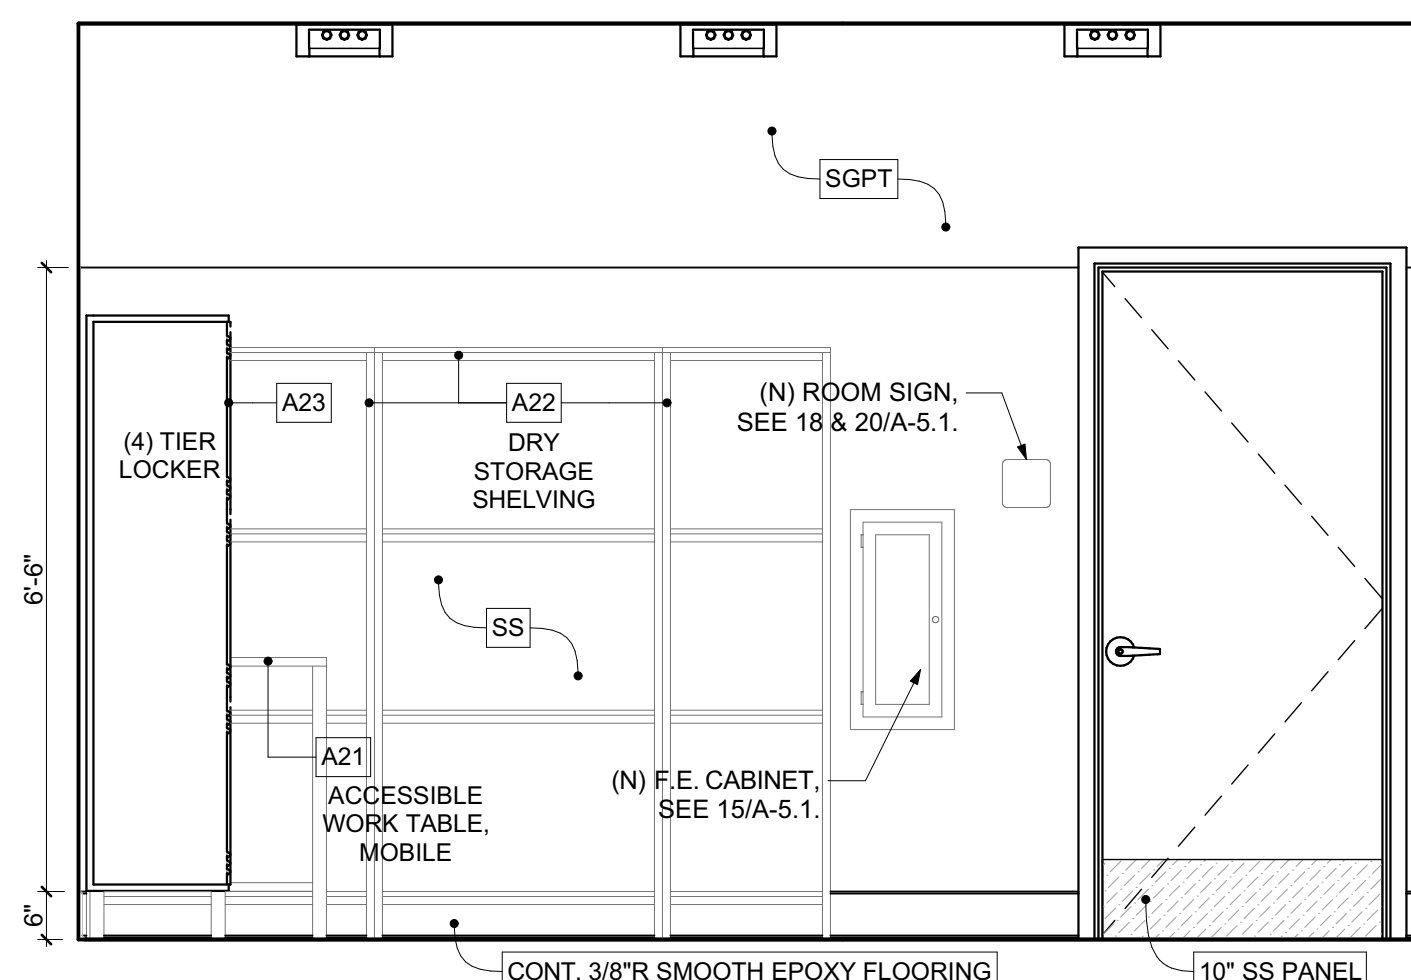 SGPT
(N) ROOM SIGN,
SEE 18 & 20/A-5.1.
A23
A22
(4) TIER
LOCKER
DRY
STORAGE
SHELVING
6'-6"
SS
A21
ACCESSIBLE
WORK TABLE,
MOBILE
(N) F.E. CABINET,
SEE 15/A-5.1.
6"
CONT. 3/8"R SMOOTH EPOXY FLOORING
10" SS PANEL